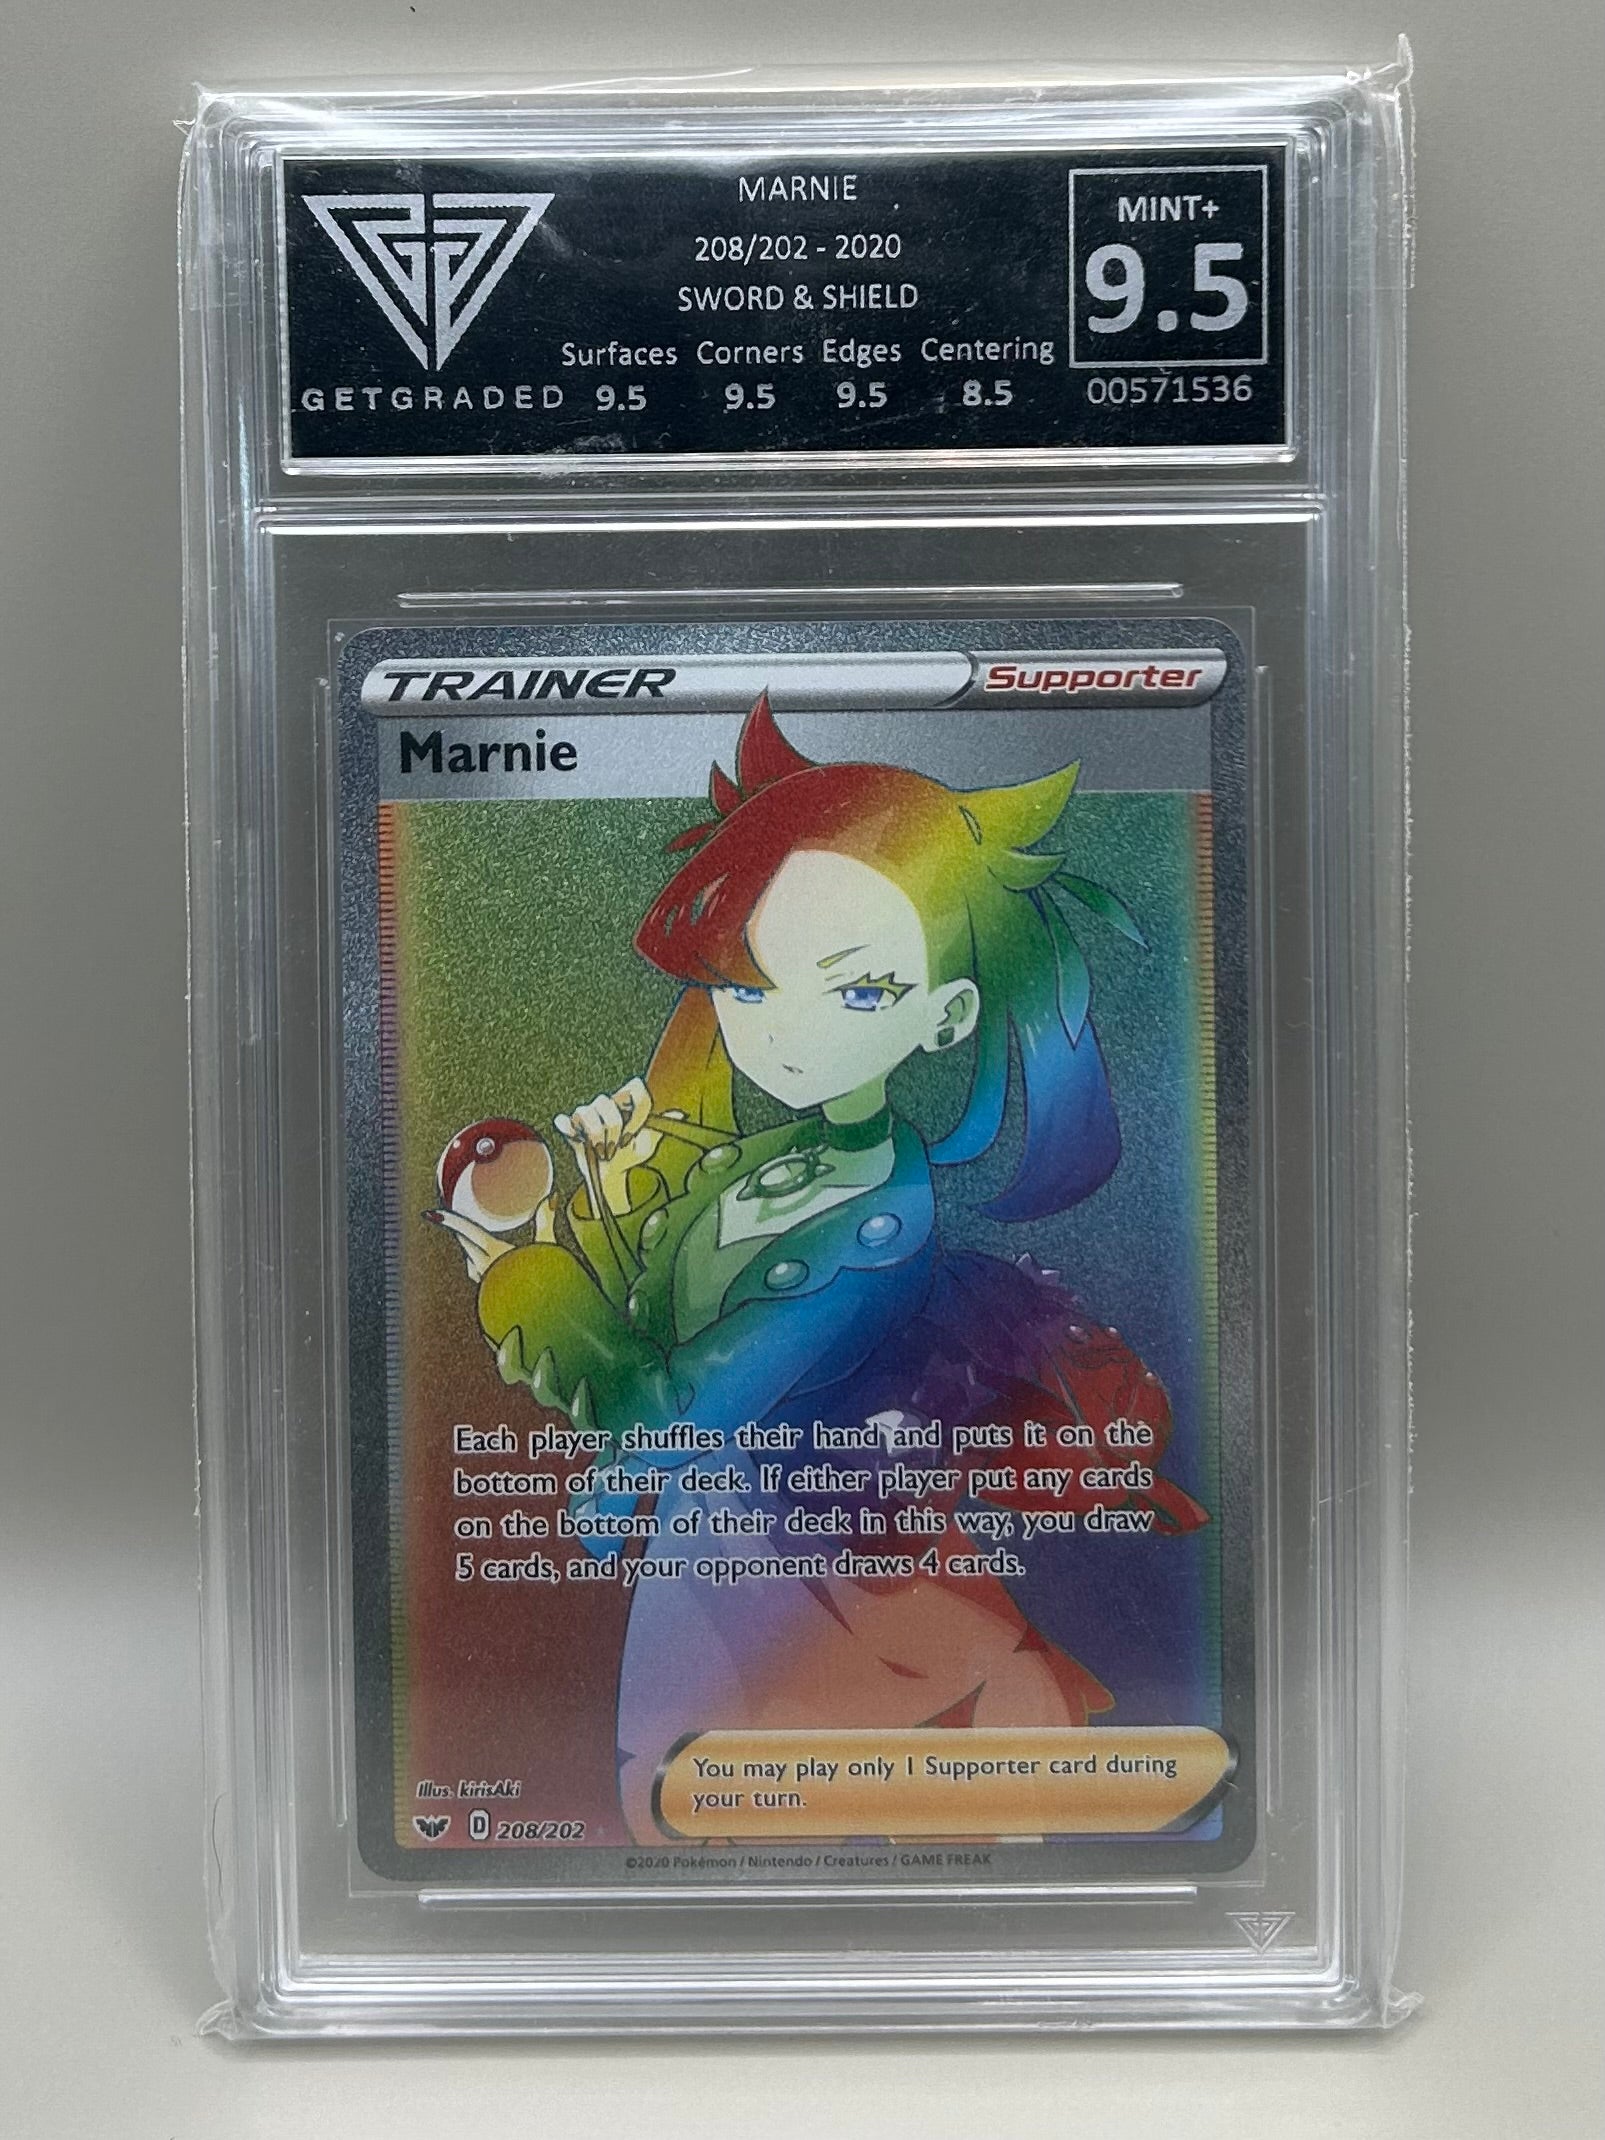 MARNIE
208/202 - 2020
SWORD & SHIELD
MINT+
9.5
Surfaces Corners Edges Centering
GETGRADED 9.5 9.5 9.5 8.5
00571536
TRAINER Supporter
Marnie
Each player shuffles their hand and puts it on the
bottom of their deck. If either player put any cards
on the bottom of their deck in this way, you draw
5 cards, and your opponent draws 4 cards.
You may play only 1 Supporter card during
your turn.
Illus. kirisAki
D 208/202
©2020 Pokémon / Nintendo / Creatures / GAME FREAK